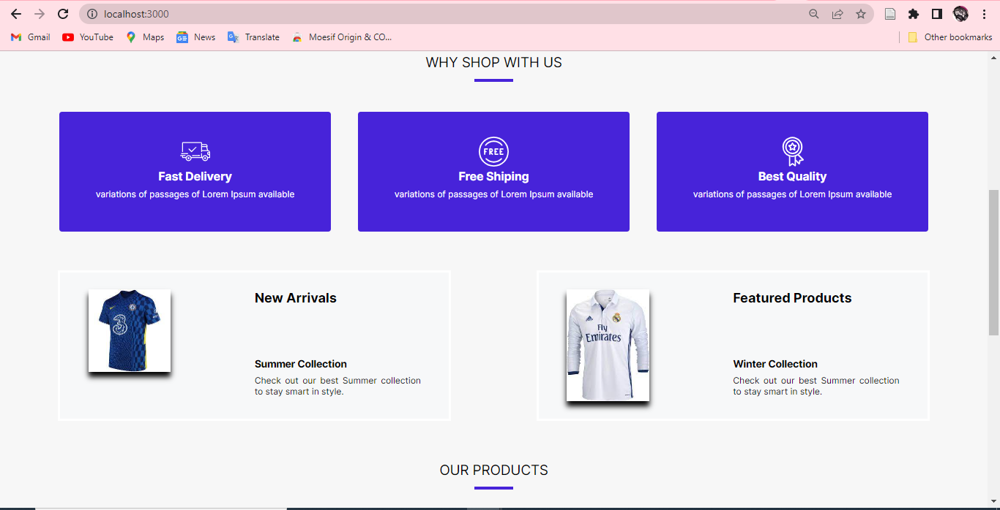 localhost:3000
Gmail YouTube Maps News Translate Moesif Origin & CO... Other bookmarks
WHY SHOP WITH US
FREE
Fast Delivery
variations of passages of Lorem Ipsum available
Free Shiping
variations of passages of Lorem Ipsum available
Best Quality
variations of passages of Lorem Ipsum available
3
New Arrivals
Summer Collection
Check out our best Summer collection
to stay smart in style.
Fly
Emirates
Featured Products
Winter Collection
Check out our best Summer collection
to stay smart in style.
OUR PRODUCTS